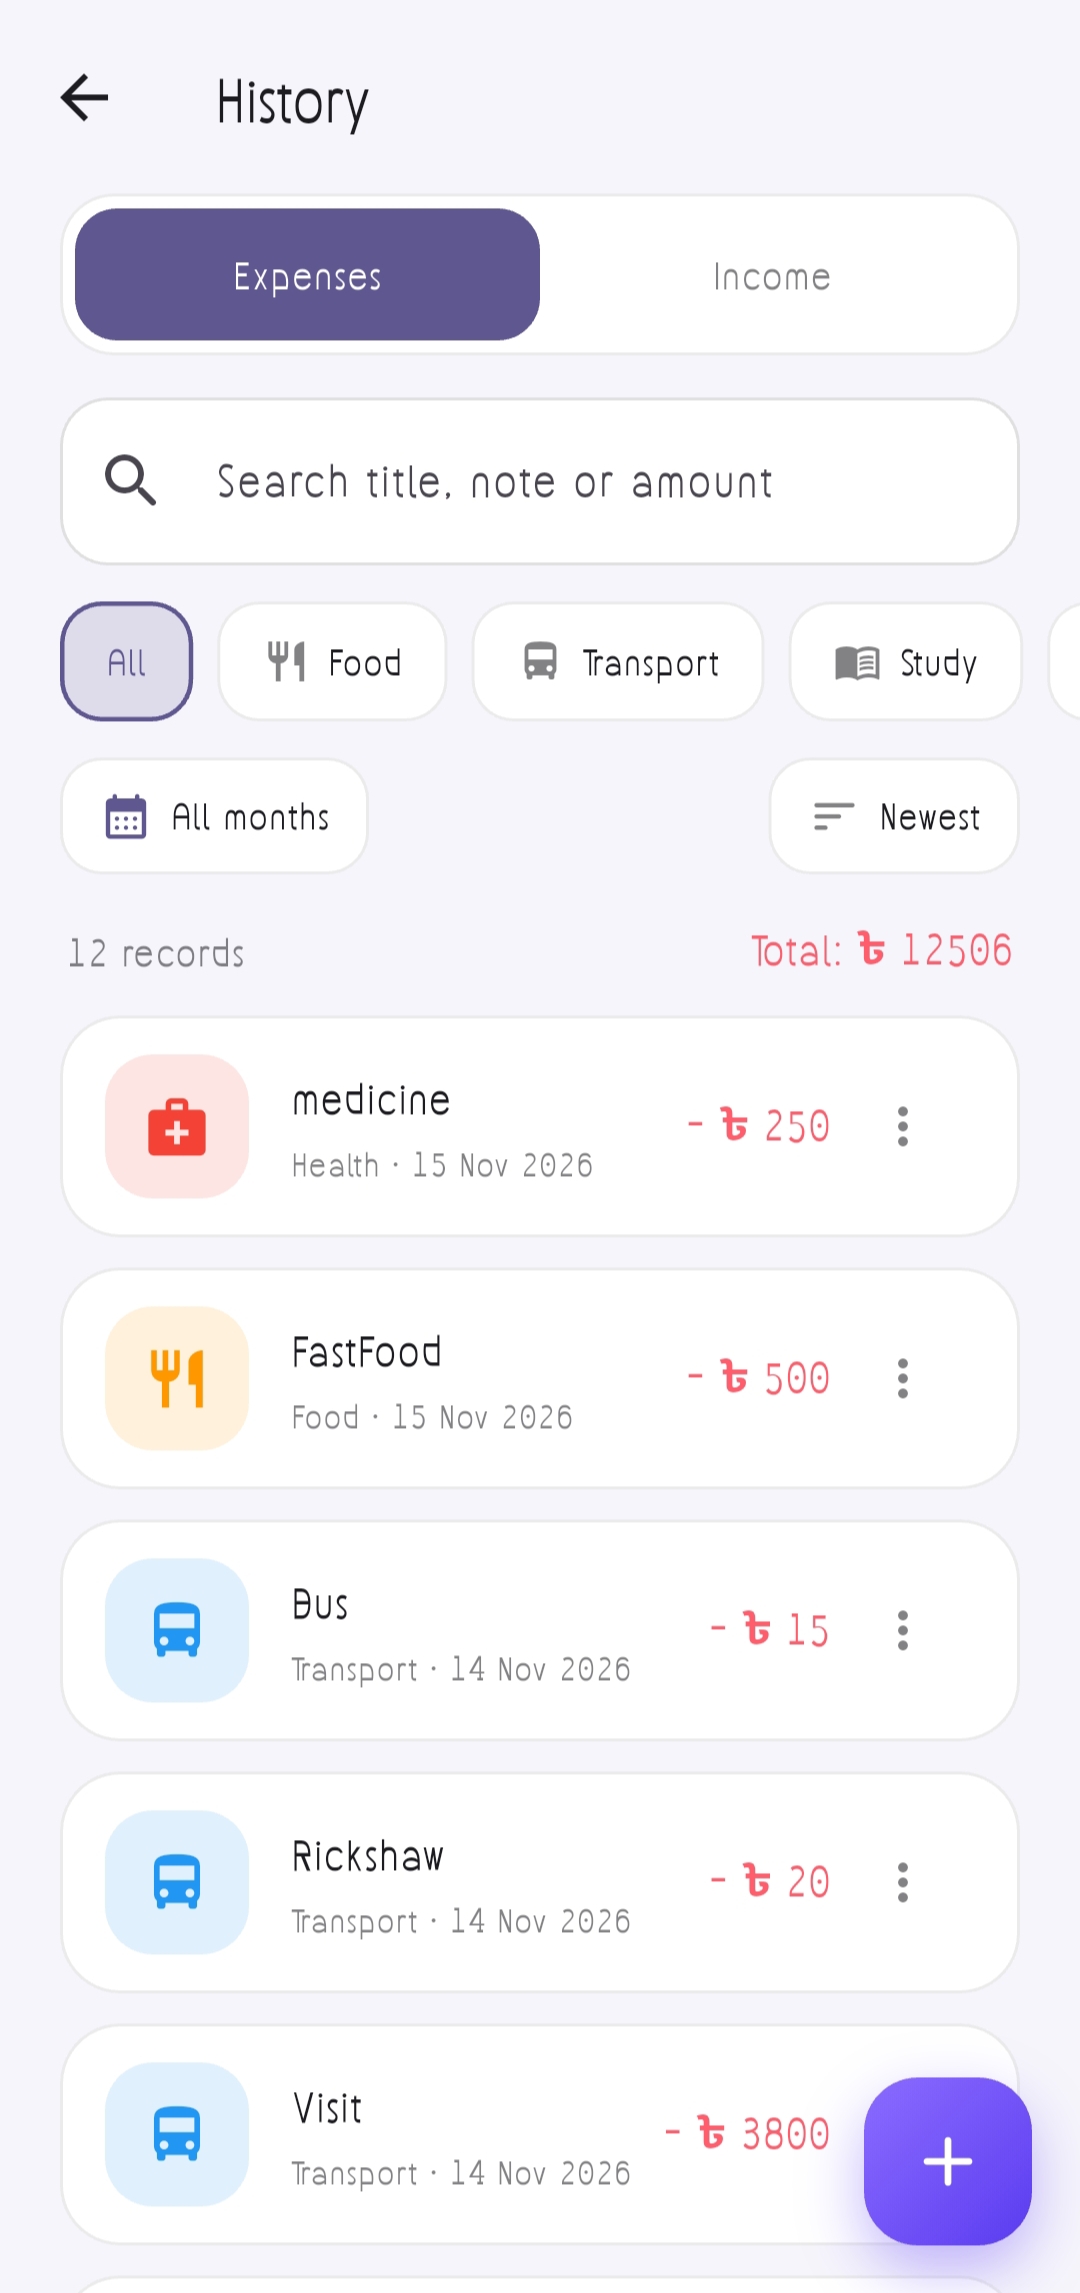 History
Expenses
Income
Search title, note or amount
All
Food
Transport
Study
All months
Newest
12 records
Total: ৳ 12506
medicine
- ৳ 250
Health · 15 Nov 2026
FastFood
- ৳ 500
Food · 15 Nov 2026
Bus
- ৳ 15
Transport · 14 Nov 2026
Rickshaw
- ৳ 20
Transport · 14 Nov 2026
Visit
- ৳ 3800
Transport · 14 Nov 2026